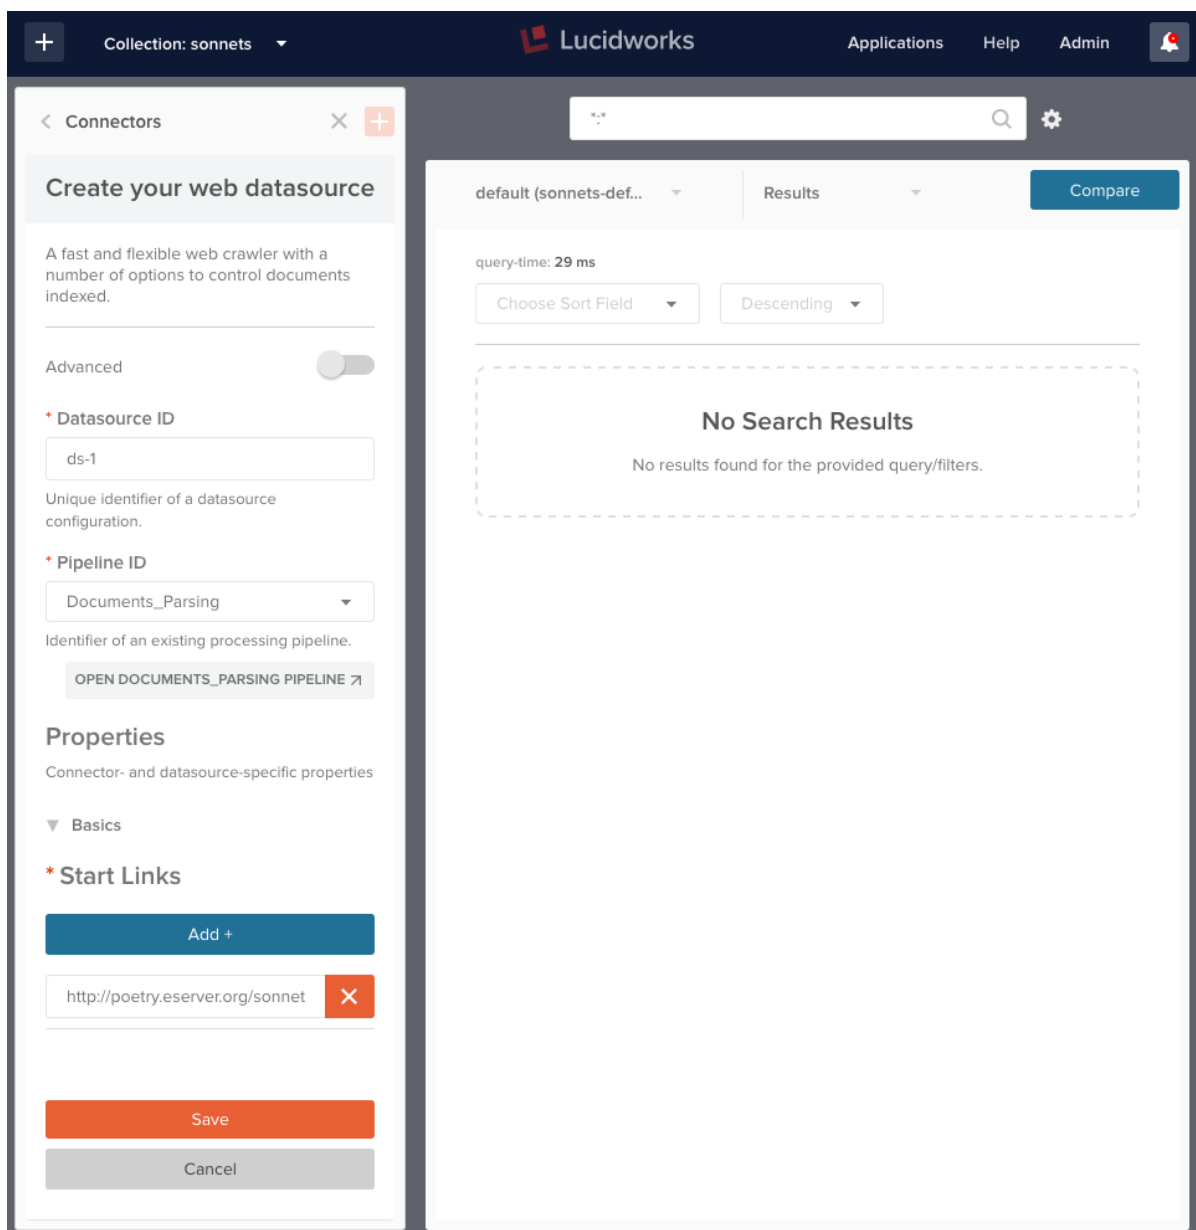 Collection: sonnets
Lucidworks
Applications
Help
Admin
Connectors
Create your web datasource
A fast and flexible web crawler with a
number of options to control documents
indexed.
Advanced
* Datasource ID
ds-1
Unique identifier of a datasource
configuration.
* Pipeline ID
Documents_Parsing
Identifier of an existing processing pipeline.
OPEN DOCUMENTS_PARSING PIPELINE
Properties
Connector- and datasource-specific properties
Basics
* Start Links
Add +
http://poetry.eserver.org/sonnet
Save
Cancel
*:*
default (sonnets-def...
Results
Compare
query-time: 29 ms
Choose Sort Field
Descending
No Search Results
No results found for the provided query/filters.